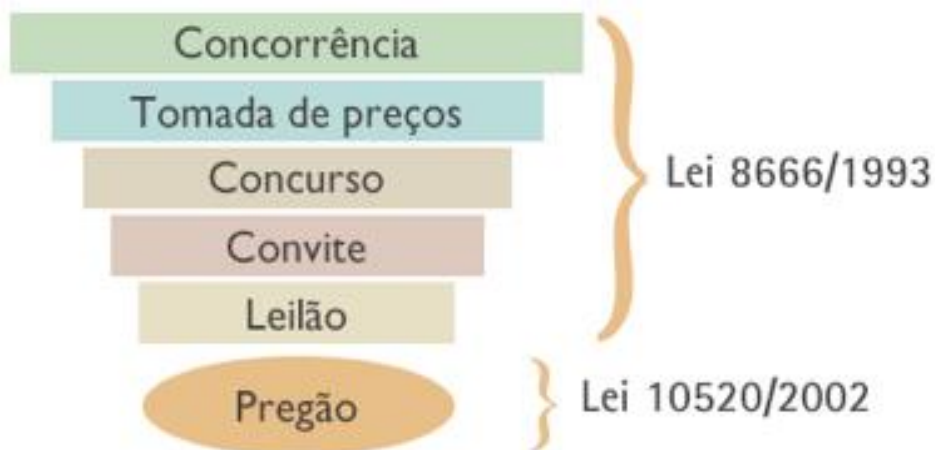 Concorrência
Tomada de preços
Concurso
Convite
Leilão
Lei 8666/1993
Pregão
Lei 10520/2002